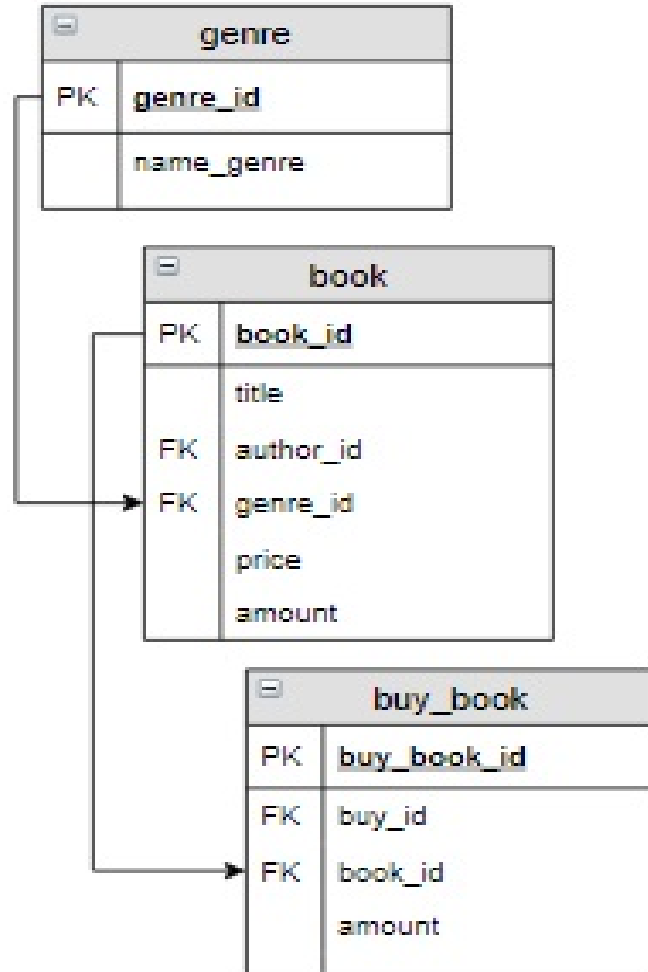 genre
PK genre_id
name_genre
book
PK book_id
title
FK author_id
FK genre_id
price
amount
buy_book
PK buy_book_id
FK buy_id
FK book_id
amount